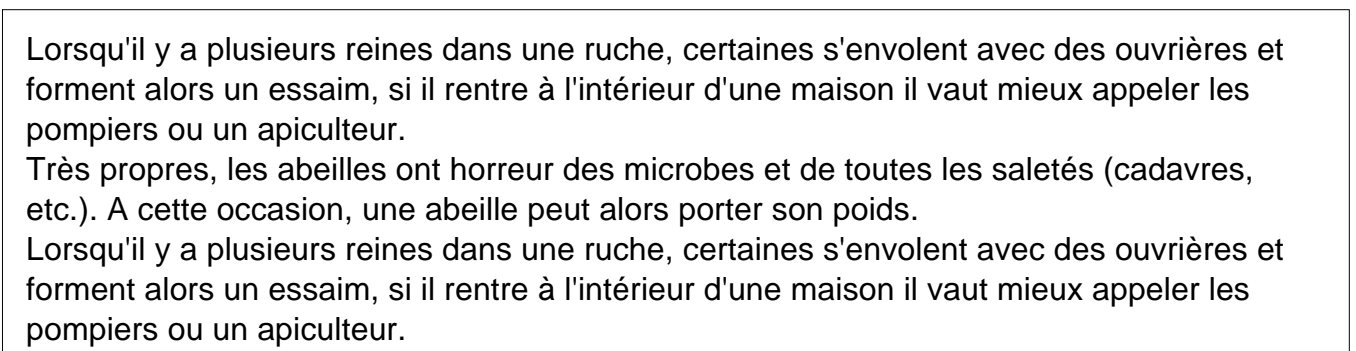 Lorsqu'il y a plusieurs reines dans une ruche, certaines s'envolent avec des ouvrières et
forment alors un essaim, si il rentre à l'intérieur d'une maison il vaut mieux appeler les
pompiers ou un apiculteur.
Très propres, les abeilles ont horreur des microbes et de toutes les saletés (cadavres,
etc.). A cette occasion, une abeille peut alors porter son poids.
Lorsqu'il y a plusieurs reines dans une ruche, certaines s'envolent avec des ouvrières et
forment alors un essaim, si il rentre à l'intérieur d'une maison il vaut mieux appeler les
pompiers ou un apiculteur.